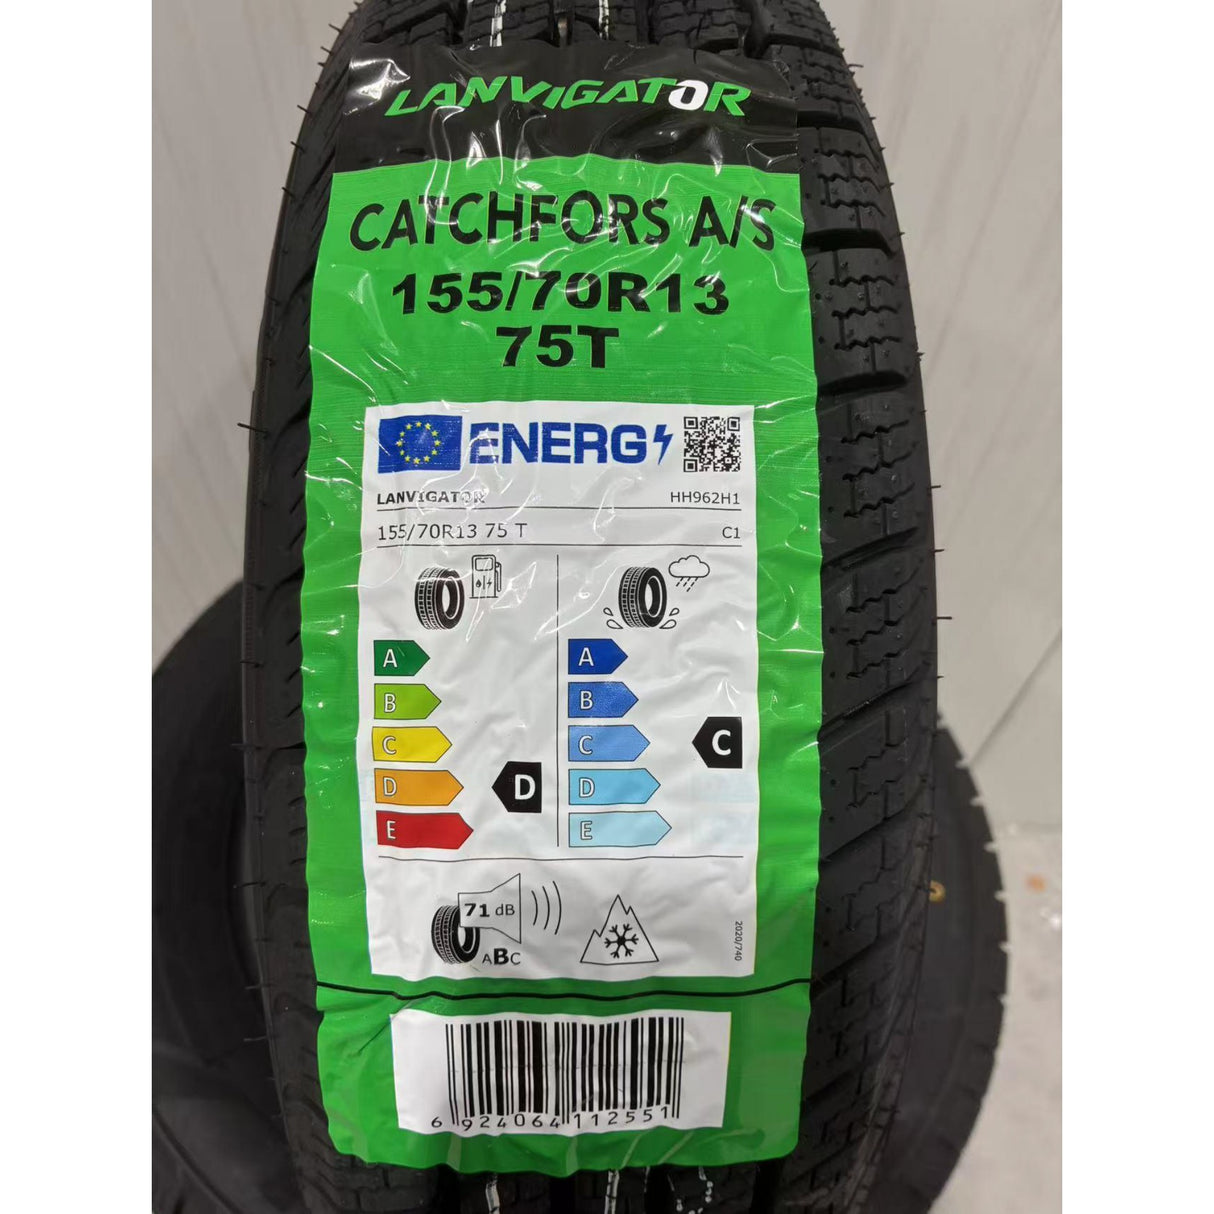 LANVIGATOR
CATCHFORS A/S
155/70R13
75T
ENERG
LANVIGATOR HH962H1
155/70R13 75 T C1
A A
B B
C C C
D D D
E E
71 dB
ABC
2020/740
6 924064 112551